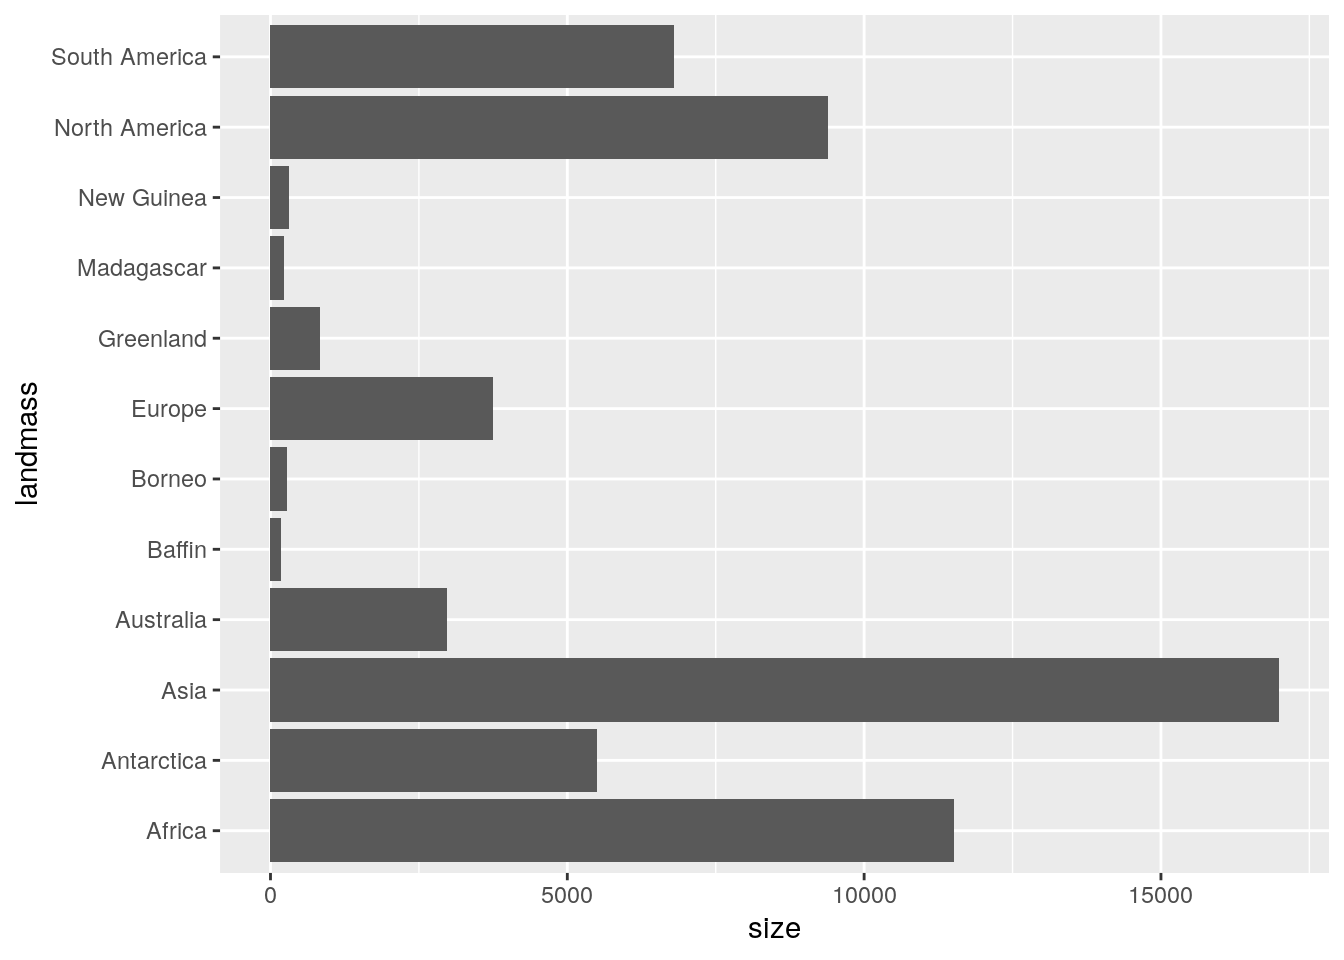 South America
North America
New Guinea
Madagascar
Greenland
Europe
Borneo
Baffin
Australia
Asia
Antarctica
Africa
landmass
0 5000 10000 15000
size